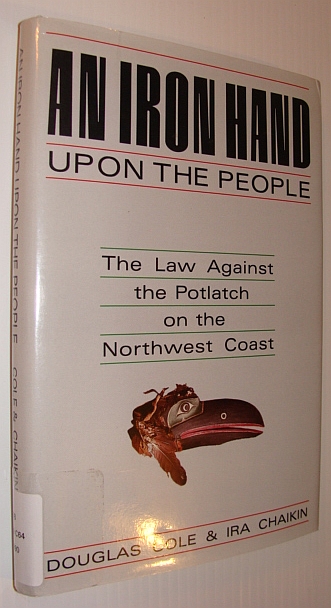 AN IRON HAND
UPON THE PEOPLE
The Law Against
the Potlatch
on the
Northwest Coast
DOUGLAS COLE & IRA CHAIKIN
AN IRON HAND UPON THE PEOPLE COLE & CHAIKIN